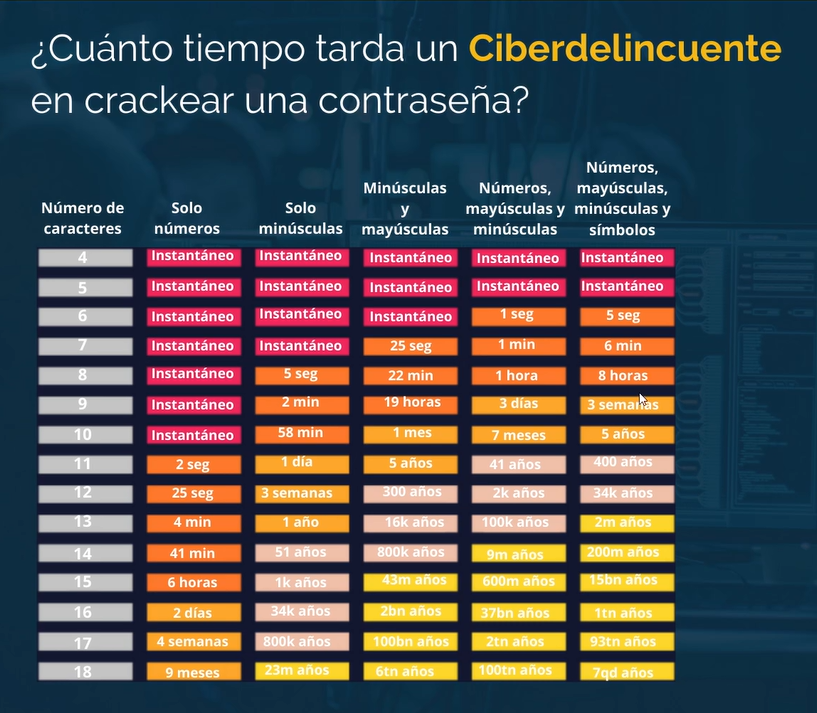 ¿Cuánto tiempo tarda un Ciberdelincuente
en crackear una contraseña?
Número de caracteres Solo números Solo minúsculas Minúsculas y mayúsculas Números, mayúsculas y minúsculas Números, mayúsculas, minúsculas y símbolos
4 Instantáneo Instantáneo Instantáneo Instantáneo Instantáneo
5 Instantáneo Instantáneo Instantáneo Instantáneo Instantáneo
6 Instantáneo Instantáneo Instantáneo 1 seg 5 seg
7 Instantáneo Instantáneo 25 seg 1 min 6 min
8 Instantáneo 5 seg 22 min 1 hora 8 horas
9 Instantáneo 2 min 19 horas 3 días 3 semanas
10 Instantáneo 58 min 1 mes 7 meses 5 años
11 2 seg 1 día 5 años 41 años 400 años
12 25 seg 3 semanas 300 años 2k años 34k años
13 4 min 1 año 16k años 100k años 2m años
14 41 min 51 años 800k años 9m años 200m años
15 6 horas 1k años 43m años 600m años 15bn años
16 2 días 34k años 2bn años 37bn años 1tn años
17 4 semanas 800k años 100bn años 2tn años 93tn años
18 9 meses 23m años 6tn años 100tn años 7qd años